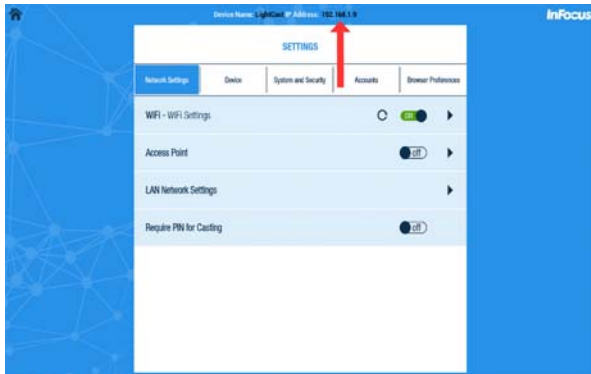 Device Name: LightCast IP Address: 192.168.1.9
InFocus
SETTINGS
Network Settings
Device
System and Security
Accounts
Browser Preferences
WiFi - WiFi Settings
On
Access Point
off
LAN Network Settings
Require PIN for Casting
off